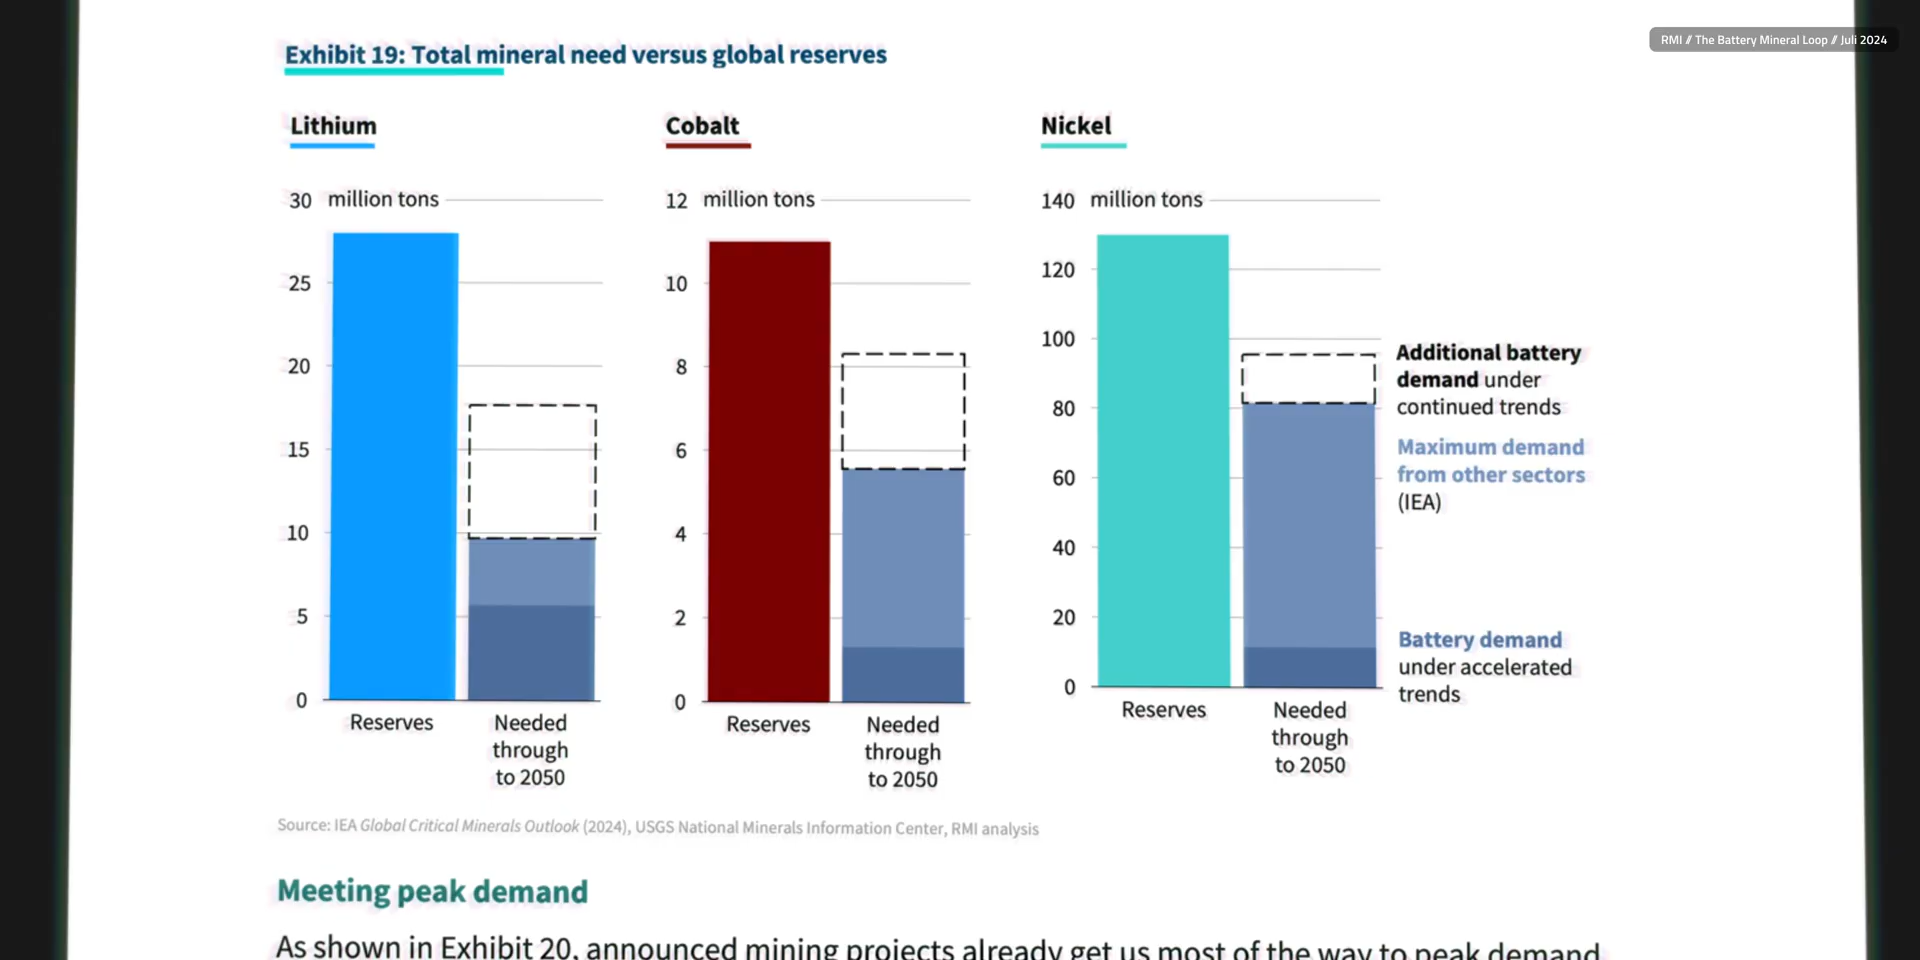 RMI // The Battery Mineral Loop // Juli 2024
Exhibit 19: Total mineral need versus global reserves
Lithium
30 million tons
25
20
15
10
5
0
Reserves
Needed
through
to 2050
Cobalt
12 million tons
10
8
6
4
2
0
Reserves
Needed
through
to 2050
Nickel
140 million tons
120
100
80
60
40
20
0
Reserves
Needed
through
to 2050
Additional battery
demand under
continued trends
Maximum demand
from other sectors
(IEA)
Battery demand
under accelerated
trends
Source: IEA Global Critical Minerals Outlook (2024), USGS National Minerals Information Center, RMI analysis
Meeting peak demand
As shown in Exhibit 20, announced mining projects already get us most of the way to peak demand